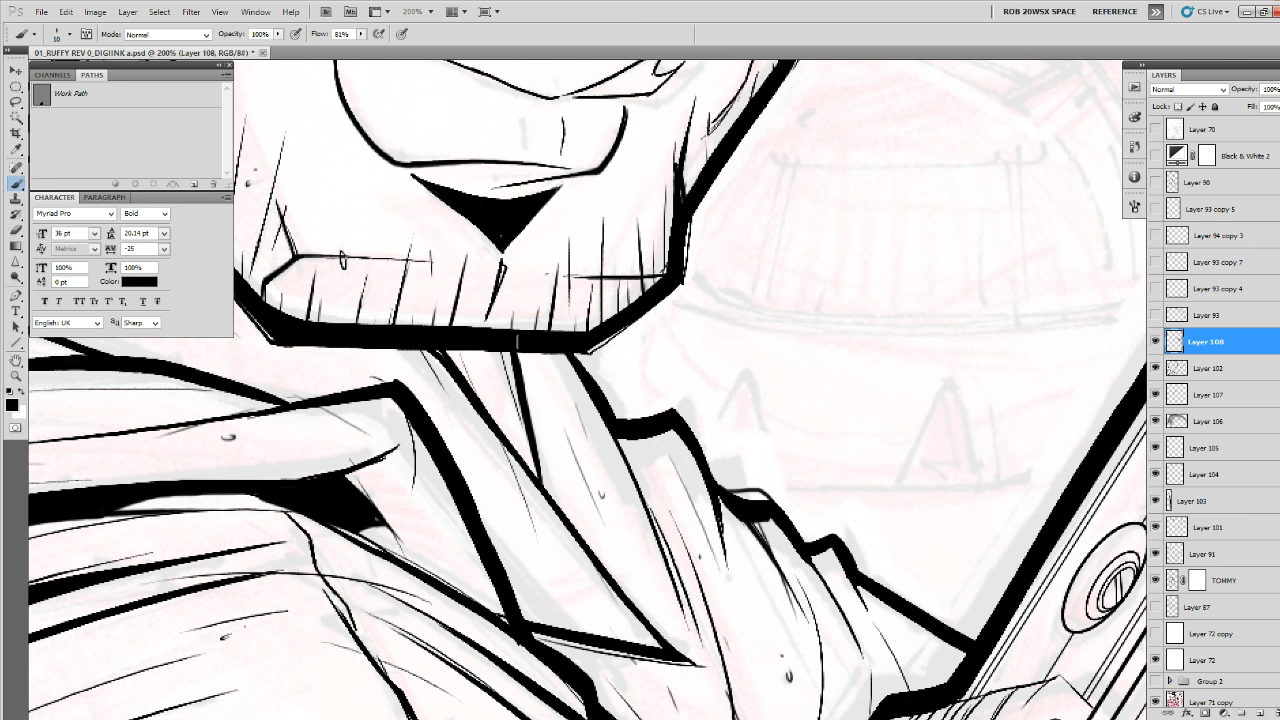 Ps File Edit Image Layer Select Filter View Window Help Br Mb 200% ROB 20WSX SPACE REFERENCE CS Live
10 Mode: Normal Opacity: 100% Flow: 81%
01_RUFFY REV 0_DIGIINK a.psd @ 200% (Layer 108, RGB/8#) *
CHANNELS PATHS
Work Path
CHARACTER PARAGRAPH
Myriad Pro Bold
36 pt 20.14 pt
Metrics -25
100% 100%
0 pt Color:
English: UK Sharp
LAYERS
Normal Opacity: 100%
Lock: Fill: 100%
Layer 70
Black & White 2
Layer 90
Layer 93 copy 5
Layer 94 copy 3
Layer 93 copy 7
Layer 93 copy 4
Layer 93
Layer 108
Layer 102
Layer 107
Layer 106
Layer 105
Layer 104
Layer 103
Layer 101
Layer 91
TOMMY
Layer 87
Layer 72 copy
Layer 72
Group 2
Layer 71 copy